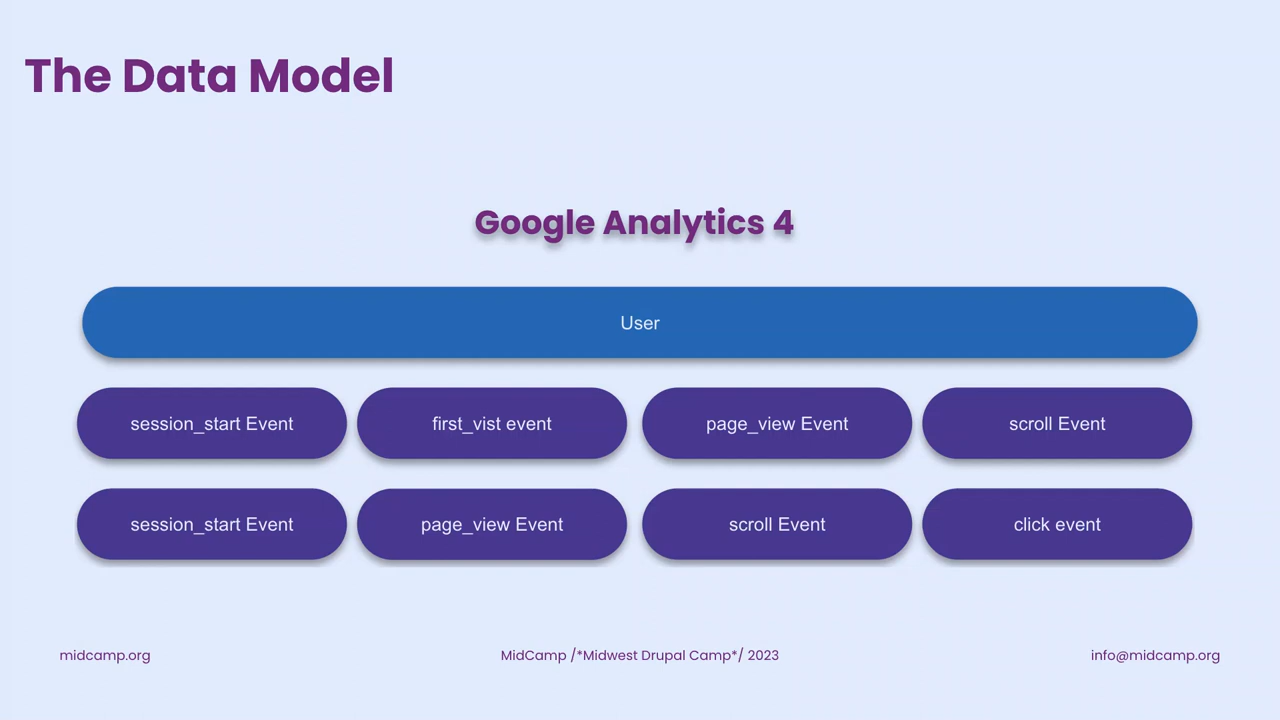 The Data Model
Google Analytics 4
User
session_start Event
first_vist event
page_view Event
scroll Event
session_start Event
page_view Event
scroll Event
click event
midcamp.org
MidCamp /*Midwest Drupal Camp*/ 2023
info@midcamp.org